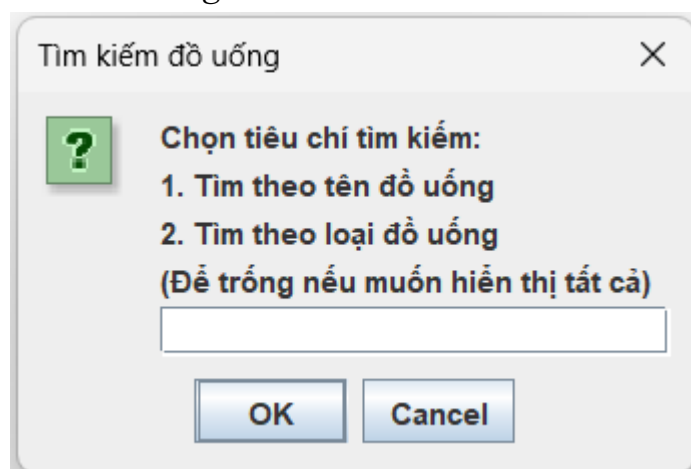 Tìm kiếm đồ uống
Chọn tiêu chí tìm kiếm:
1. Tìm theo tên đồ uống
2. Tìm theo loại đồ uống
(Để trống nếu muốn hiển thị tất cả)
OK Cancel